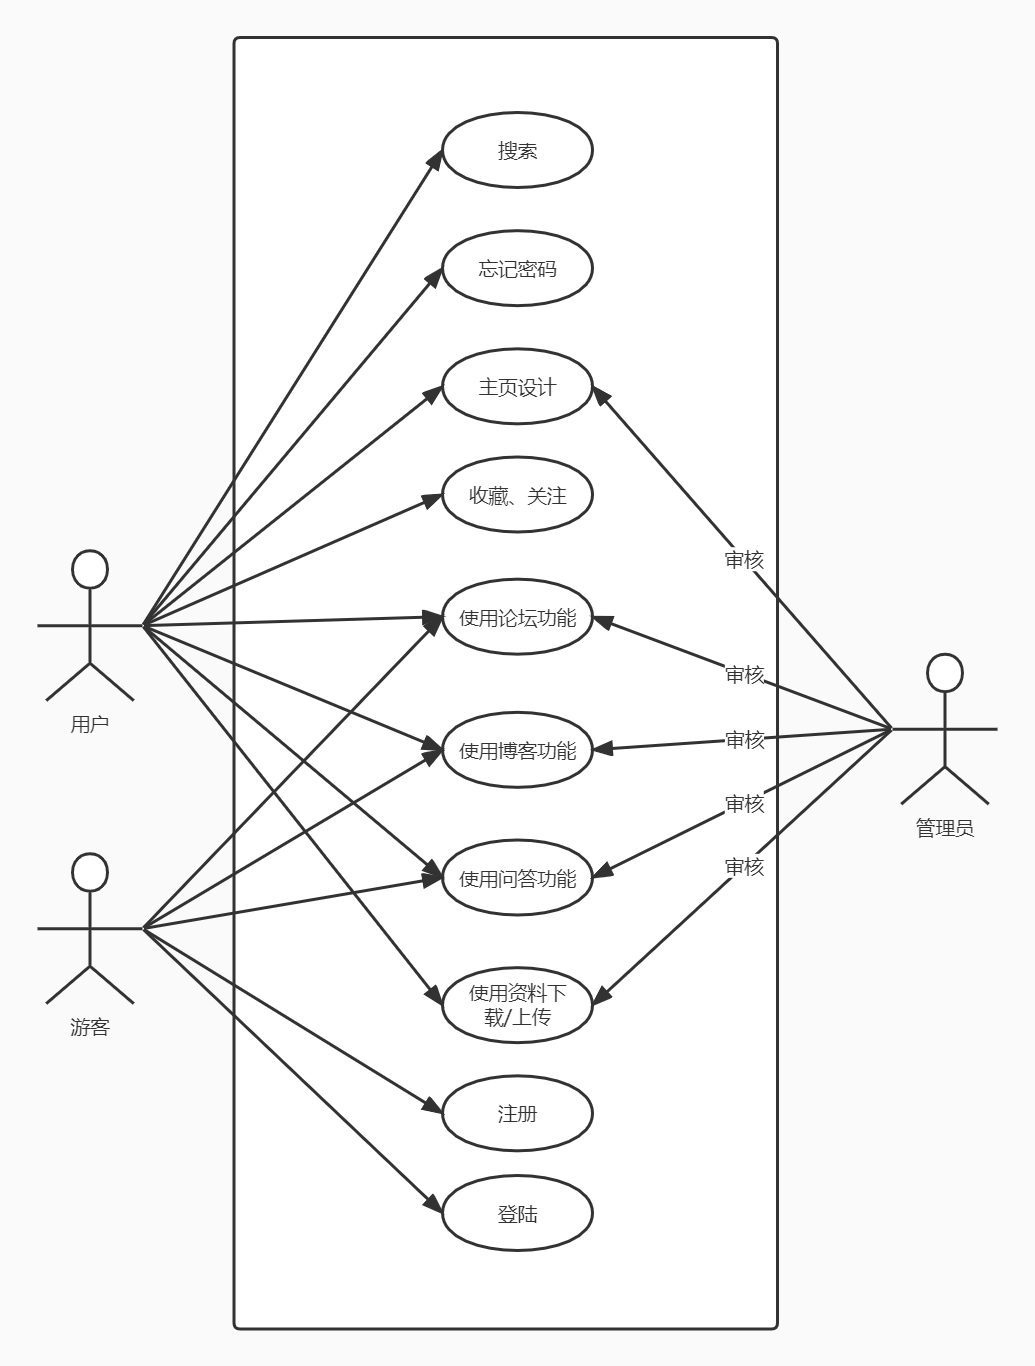 搜索
忘记密码
主页设计
收藏、关注
审核
使用论坛功能
审核
用户
审核
使用博客功能
审核
管理员
审核
使用问答功能
使用资料下
载/上传
游客
注册
登陆